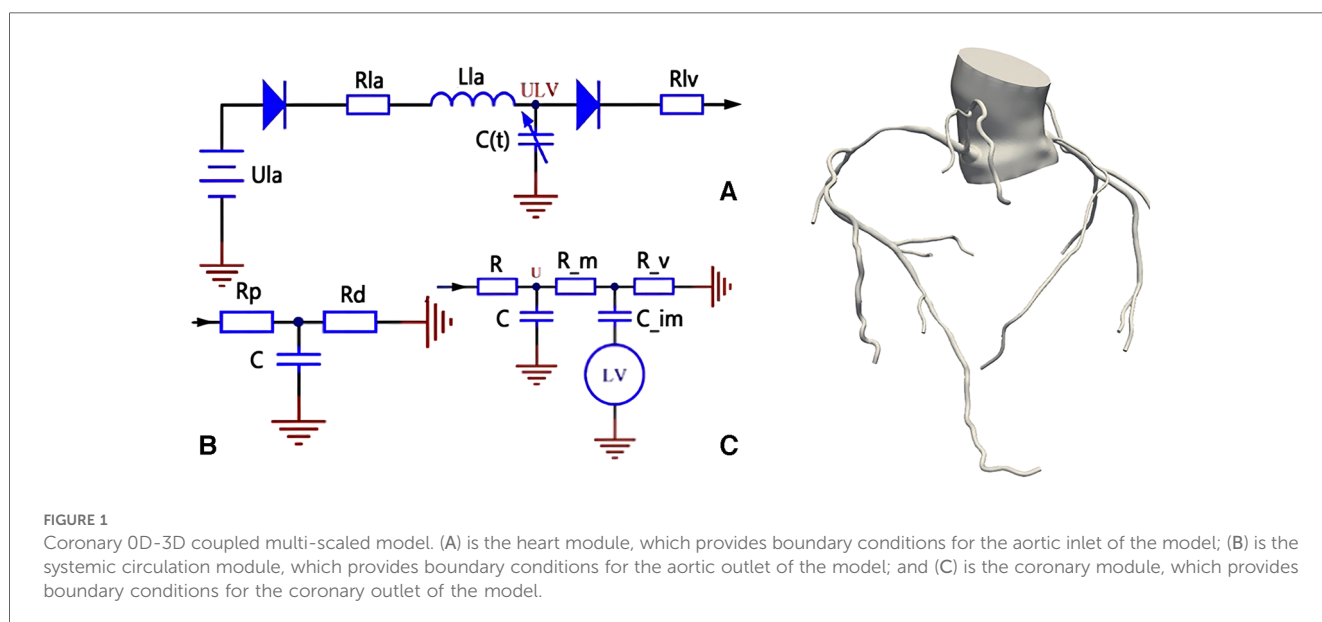 Rla
Lla
ULV
Rlv
C(t)
Ula
A
Rp
Rd
C
B
R
U
R_m
R_v
C
C_im
LV
C
FIGURE 1
Coronary 0D-3D coupled multi-scaled model. (A) is the heart module, which provides boundary conditions for the aortic inlet of the model; (B) is the
systemic circulation module, which provides boundary conditions for the aortic outlet of the model; and (C) is the coronary module, which provides
boundary conditions for the coronary outlet of the model.